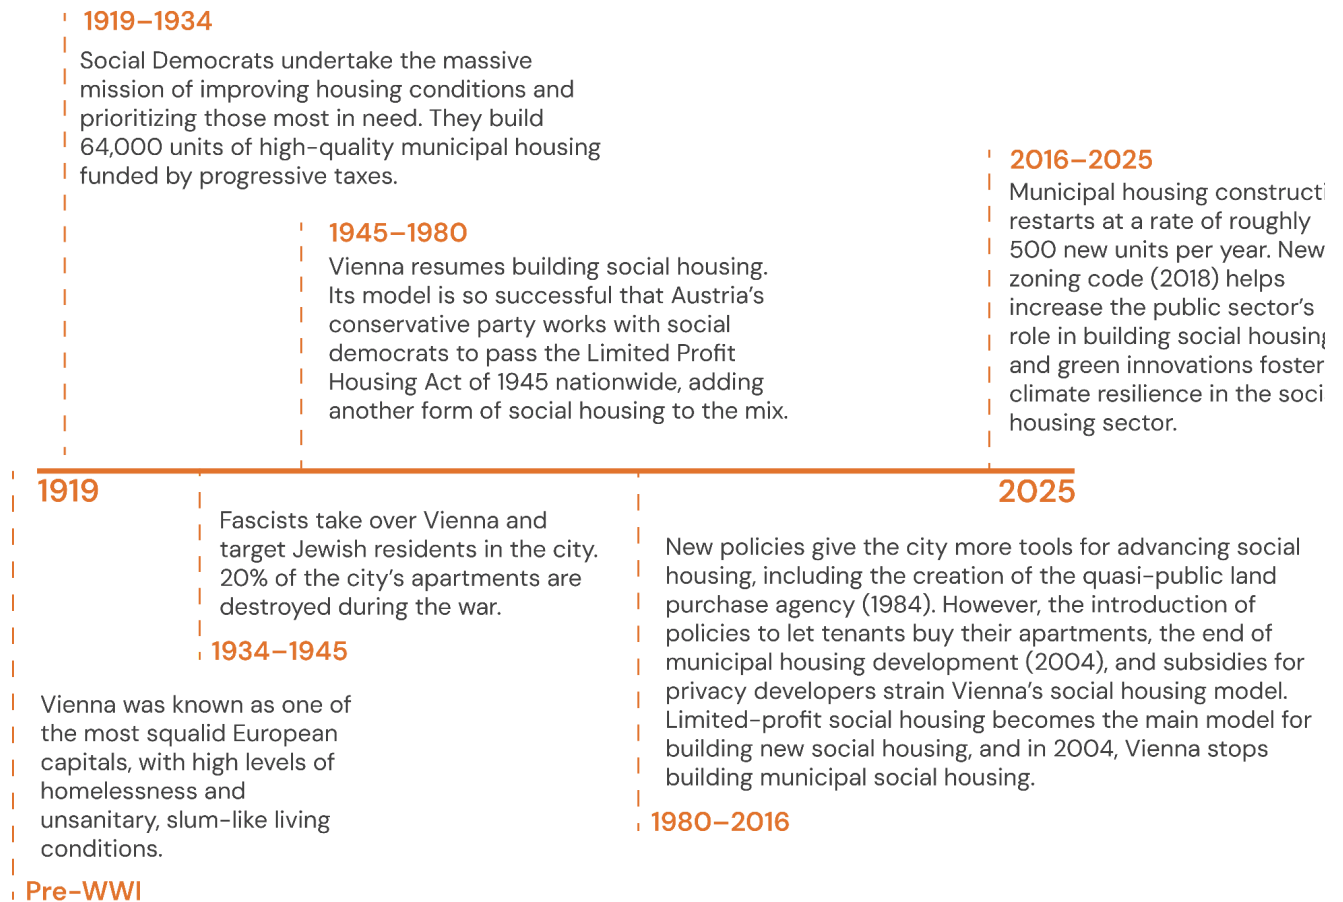 1919–1934
Social Democrats undertake the massive
mission of improving housing conditions and
prioritizing those most in need. They build
64,000 units of high-quality municipal housing
funded by progressive taxes.
1945–1980
Vienna resumes building social housing.
Its model is so successful that Austria's
conservative party works with social
democrats to pass the Limited Profit
Housing Act of 1945 nationwide, adding
another form of social housing to the mix.
2016–2025
Municipal housing constructi
restarts at a rate of roughly
500 new units per year. New
zoning code (2018) helps
increase the public sector's
role in building social housing
and green innovations foster
climate resilience in the soci
housing sector.
1919
2025
Fascists take over Vienna and
target Jewish residents in the city.
20% of the city's apartments are
destroyed during the war.
1934–1945
New policies give the city more tools for advancing social
housing, including the creation of the quasi-public land
purchase agency (1984). However, the introduction of
policies to let tenants buy their apartments, the end of
municipal housing development (2004), and subsidies for
privacy developers strain Vienna's social housing model.
Limited-profit social housing becomes the main model for
building new social housing, and in 2004, Vienna stops
building municipal social housing.
1980–2016
Vienna was known as one of
the most squalid European
capitals, with high levels of
homelessness and
unsanitary, slum-like living
conditions.
Pre-WWI